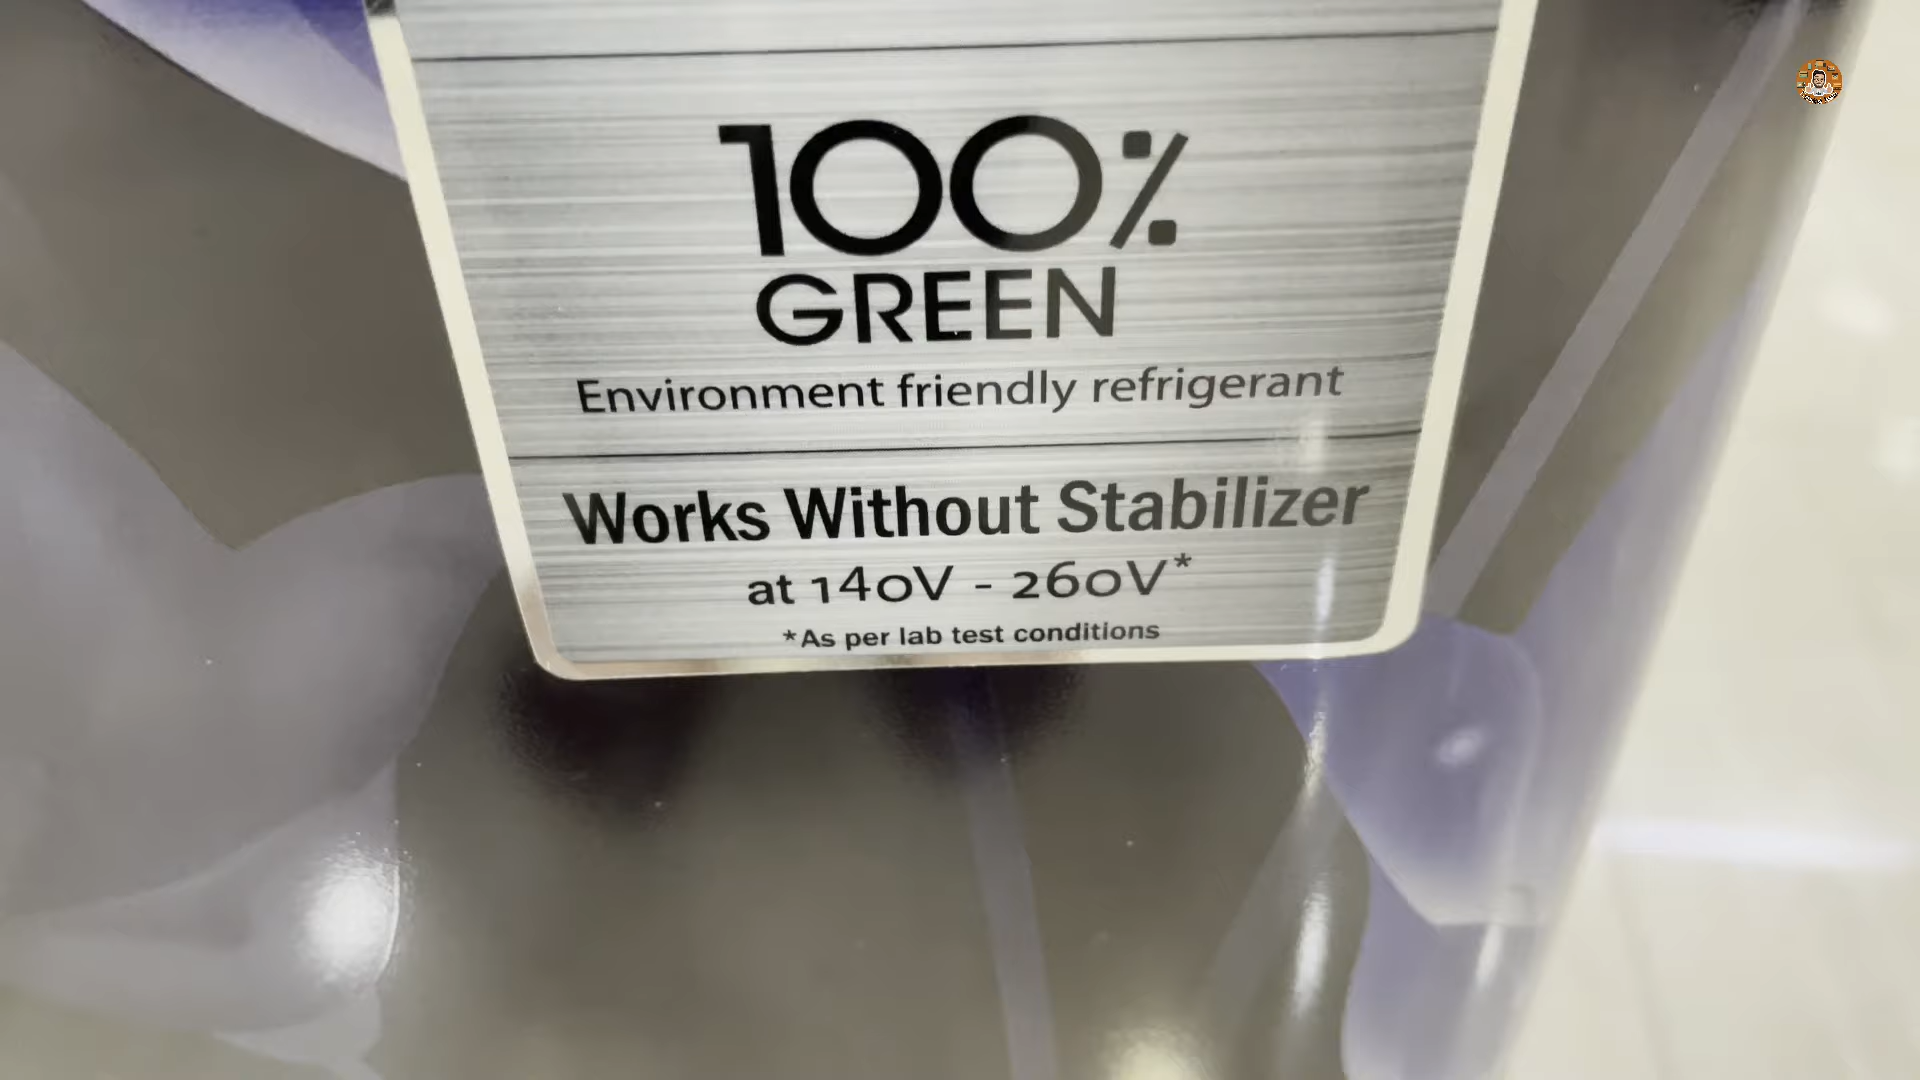 100%
GREEN
Environment friendly refrigerant
Works Without Stabilizer
at 140V - 260V*
*As per lab test conditions